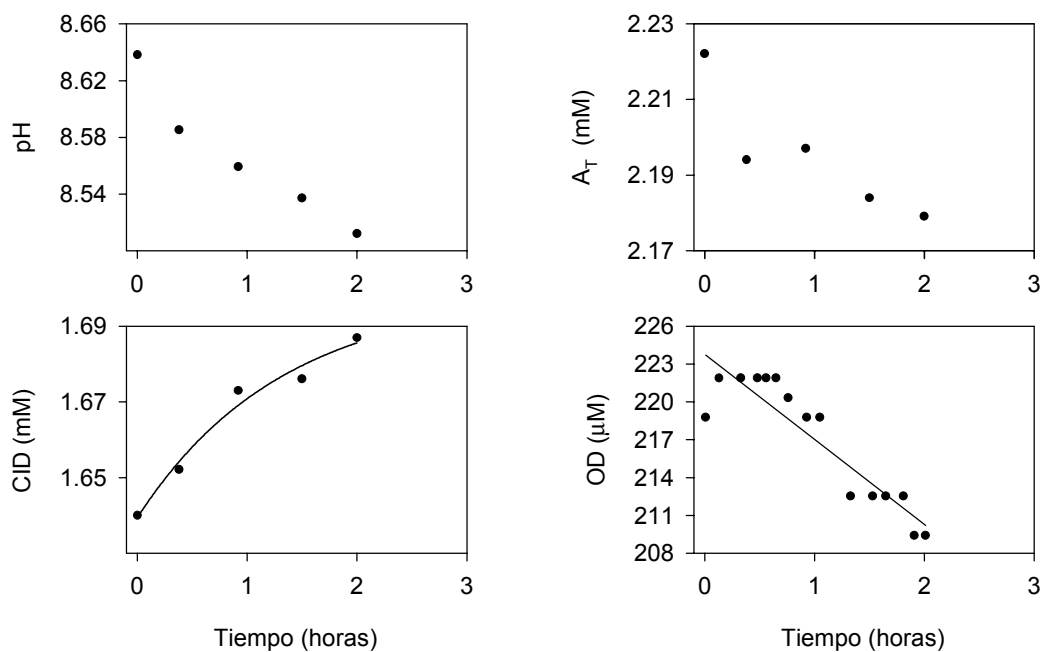 8.66
8.62
8.58
8.54
pH
0 1 2 3
2.23
2.21
2.19
2.17
A_T (mM)
0 1 2 3
1.69
1.67
1.65
CID (mM)
0 1 2 3
Tiempo (horas)
226
223
220
217
214
211
208
OD (μM)
0 1 2 3
Tiempo (horas)